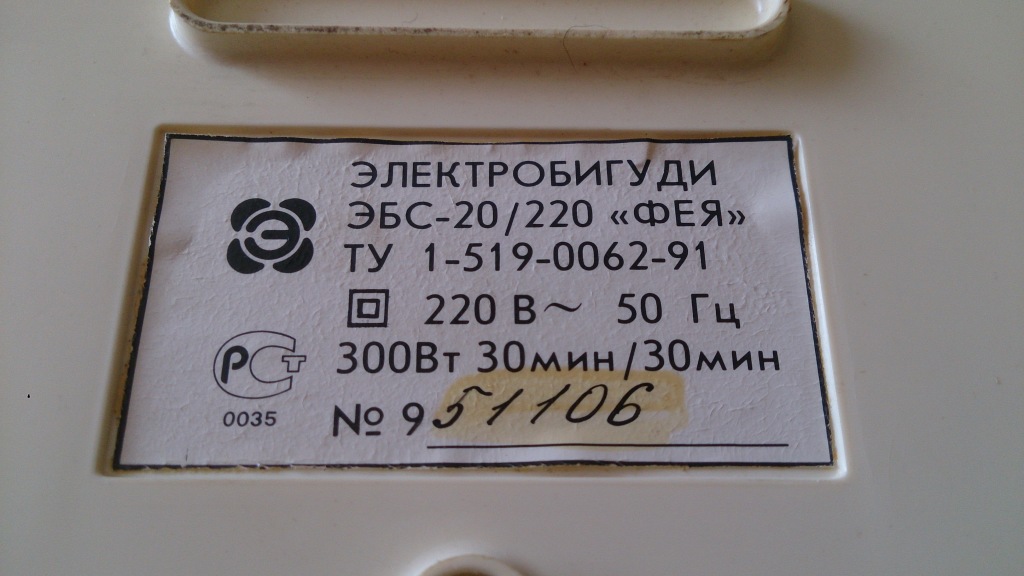 ЭЛЕКТРОБИГУДИ
ЭБС-20/220 «ФЕЯ»
ТУ 1-519-0062-91
220 В~ 50 Гц
300Вт 30мин/30мин
№ 951106
Э
РСТ
0035